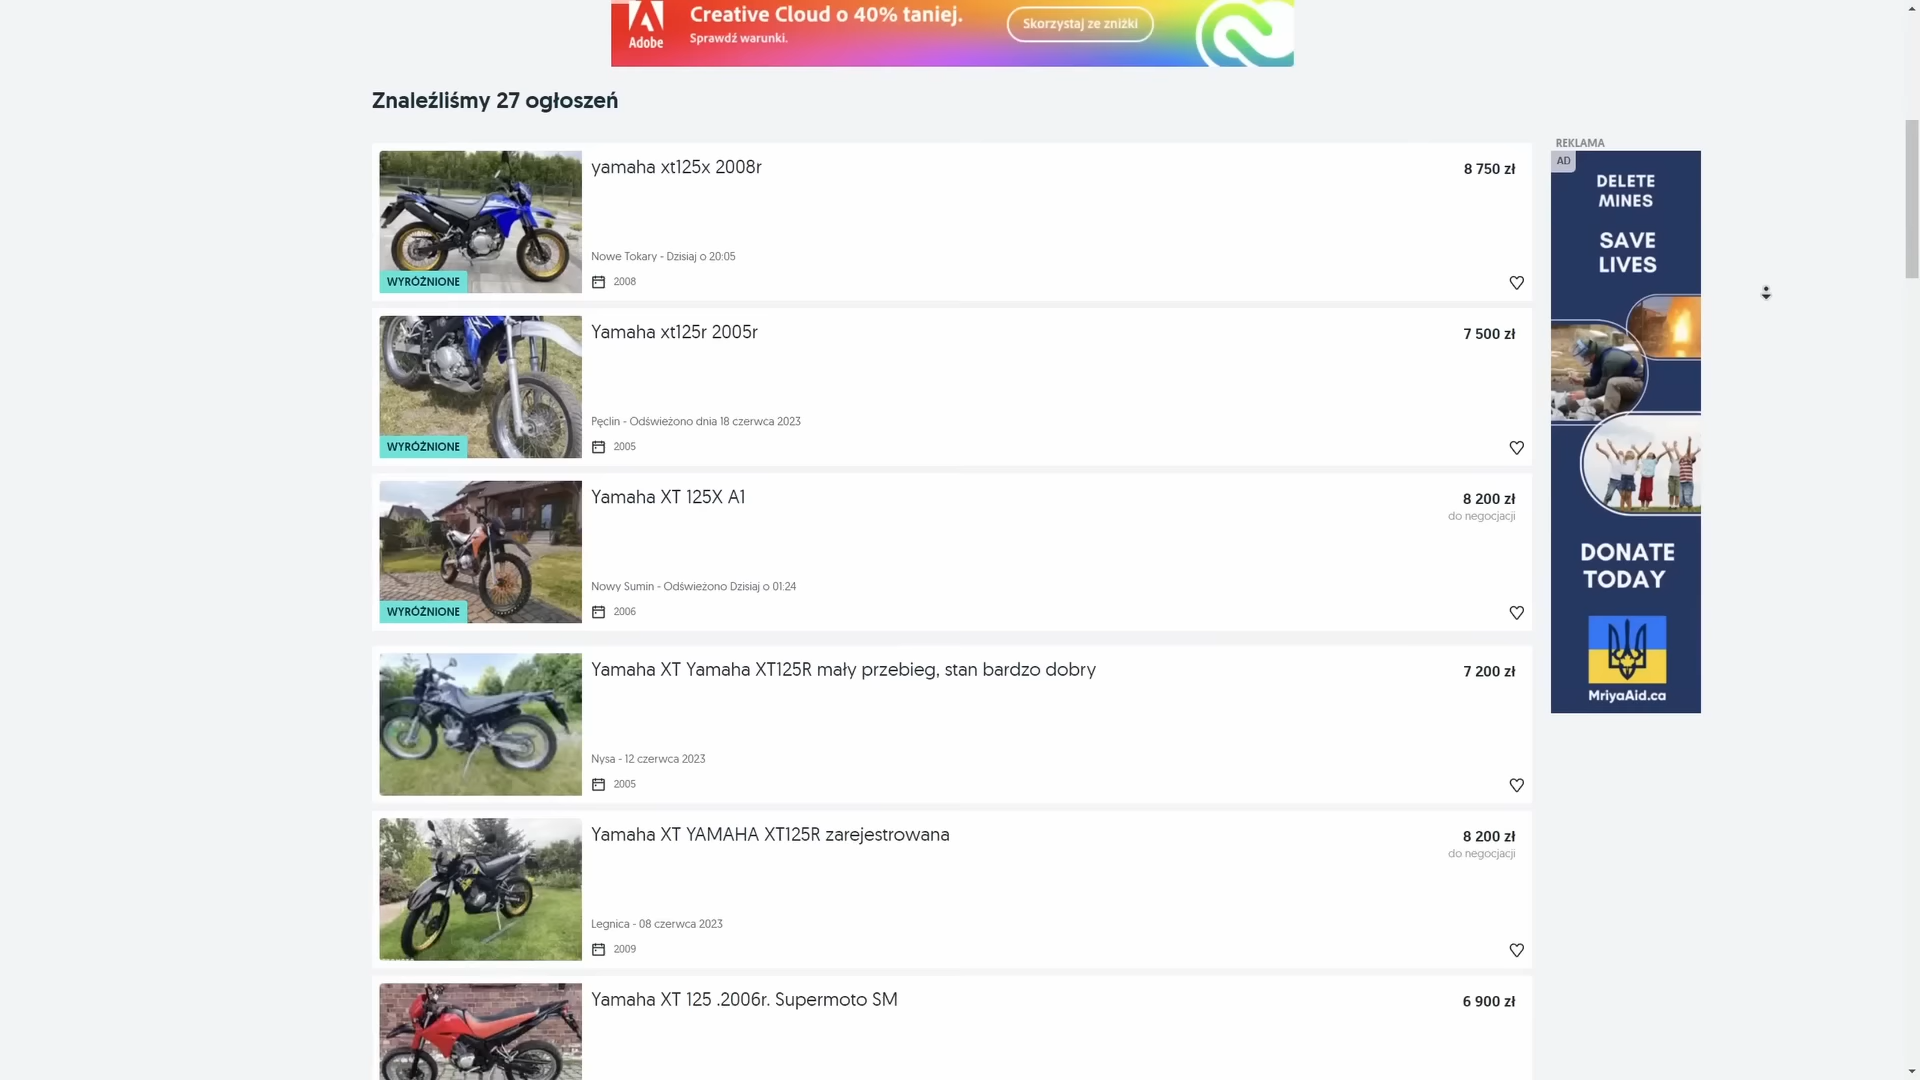 Creative Cloud o 40% taniej.
Sprawdź warunki.
Skorzystaj ze zniżki
Adobe
Znaleźliśmy 27 ogłoszeń
yamaha xt125x 2008r
8 750 zł
Nowe Tokary - Dzisiaj o 20:05
2008
WYRÓŻNIONE
Yamaha xt125r 2005r
7 500 zł
Pęclin - Odświeżono dnia 18 czerwca 2023
2005
WYRÓŻNIONE
Yamaha XT 125X A1
8 200 zł
do negocjacji
Nowy Sumin - Odświeżono Dzisiaj o 01:24
2006
WYRÓŻNIONE
Yamaha XT Yamaha XT125R mały przebieg, stan bardzo dobry
7 200 zł
Nysa - 12 czerwca 2023
2005
Yamaha XT YAMAHA XT125R zarejestrowana
8 200 zł
do negocjacji
Legnica - 08 czerwca 2023
2009
Yamaha XT 125 .2006r. Supermoto SM
6 900 zł
REKLAMA
AD
DELETE
MINES
SAVE
LIVES
DONATE
TODAY
MriyaAid.ca